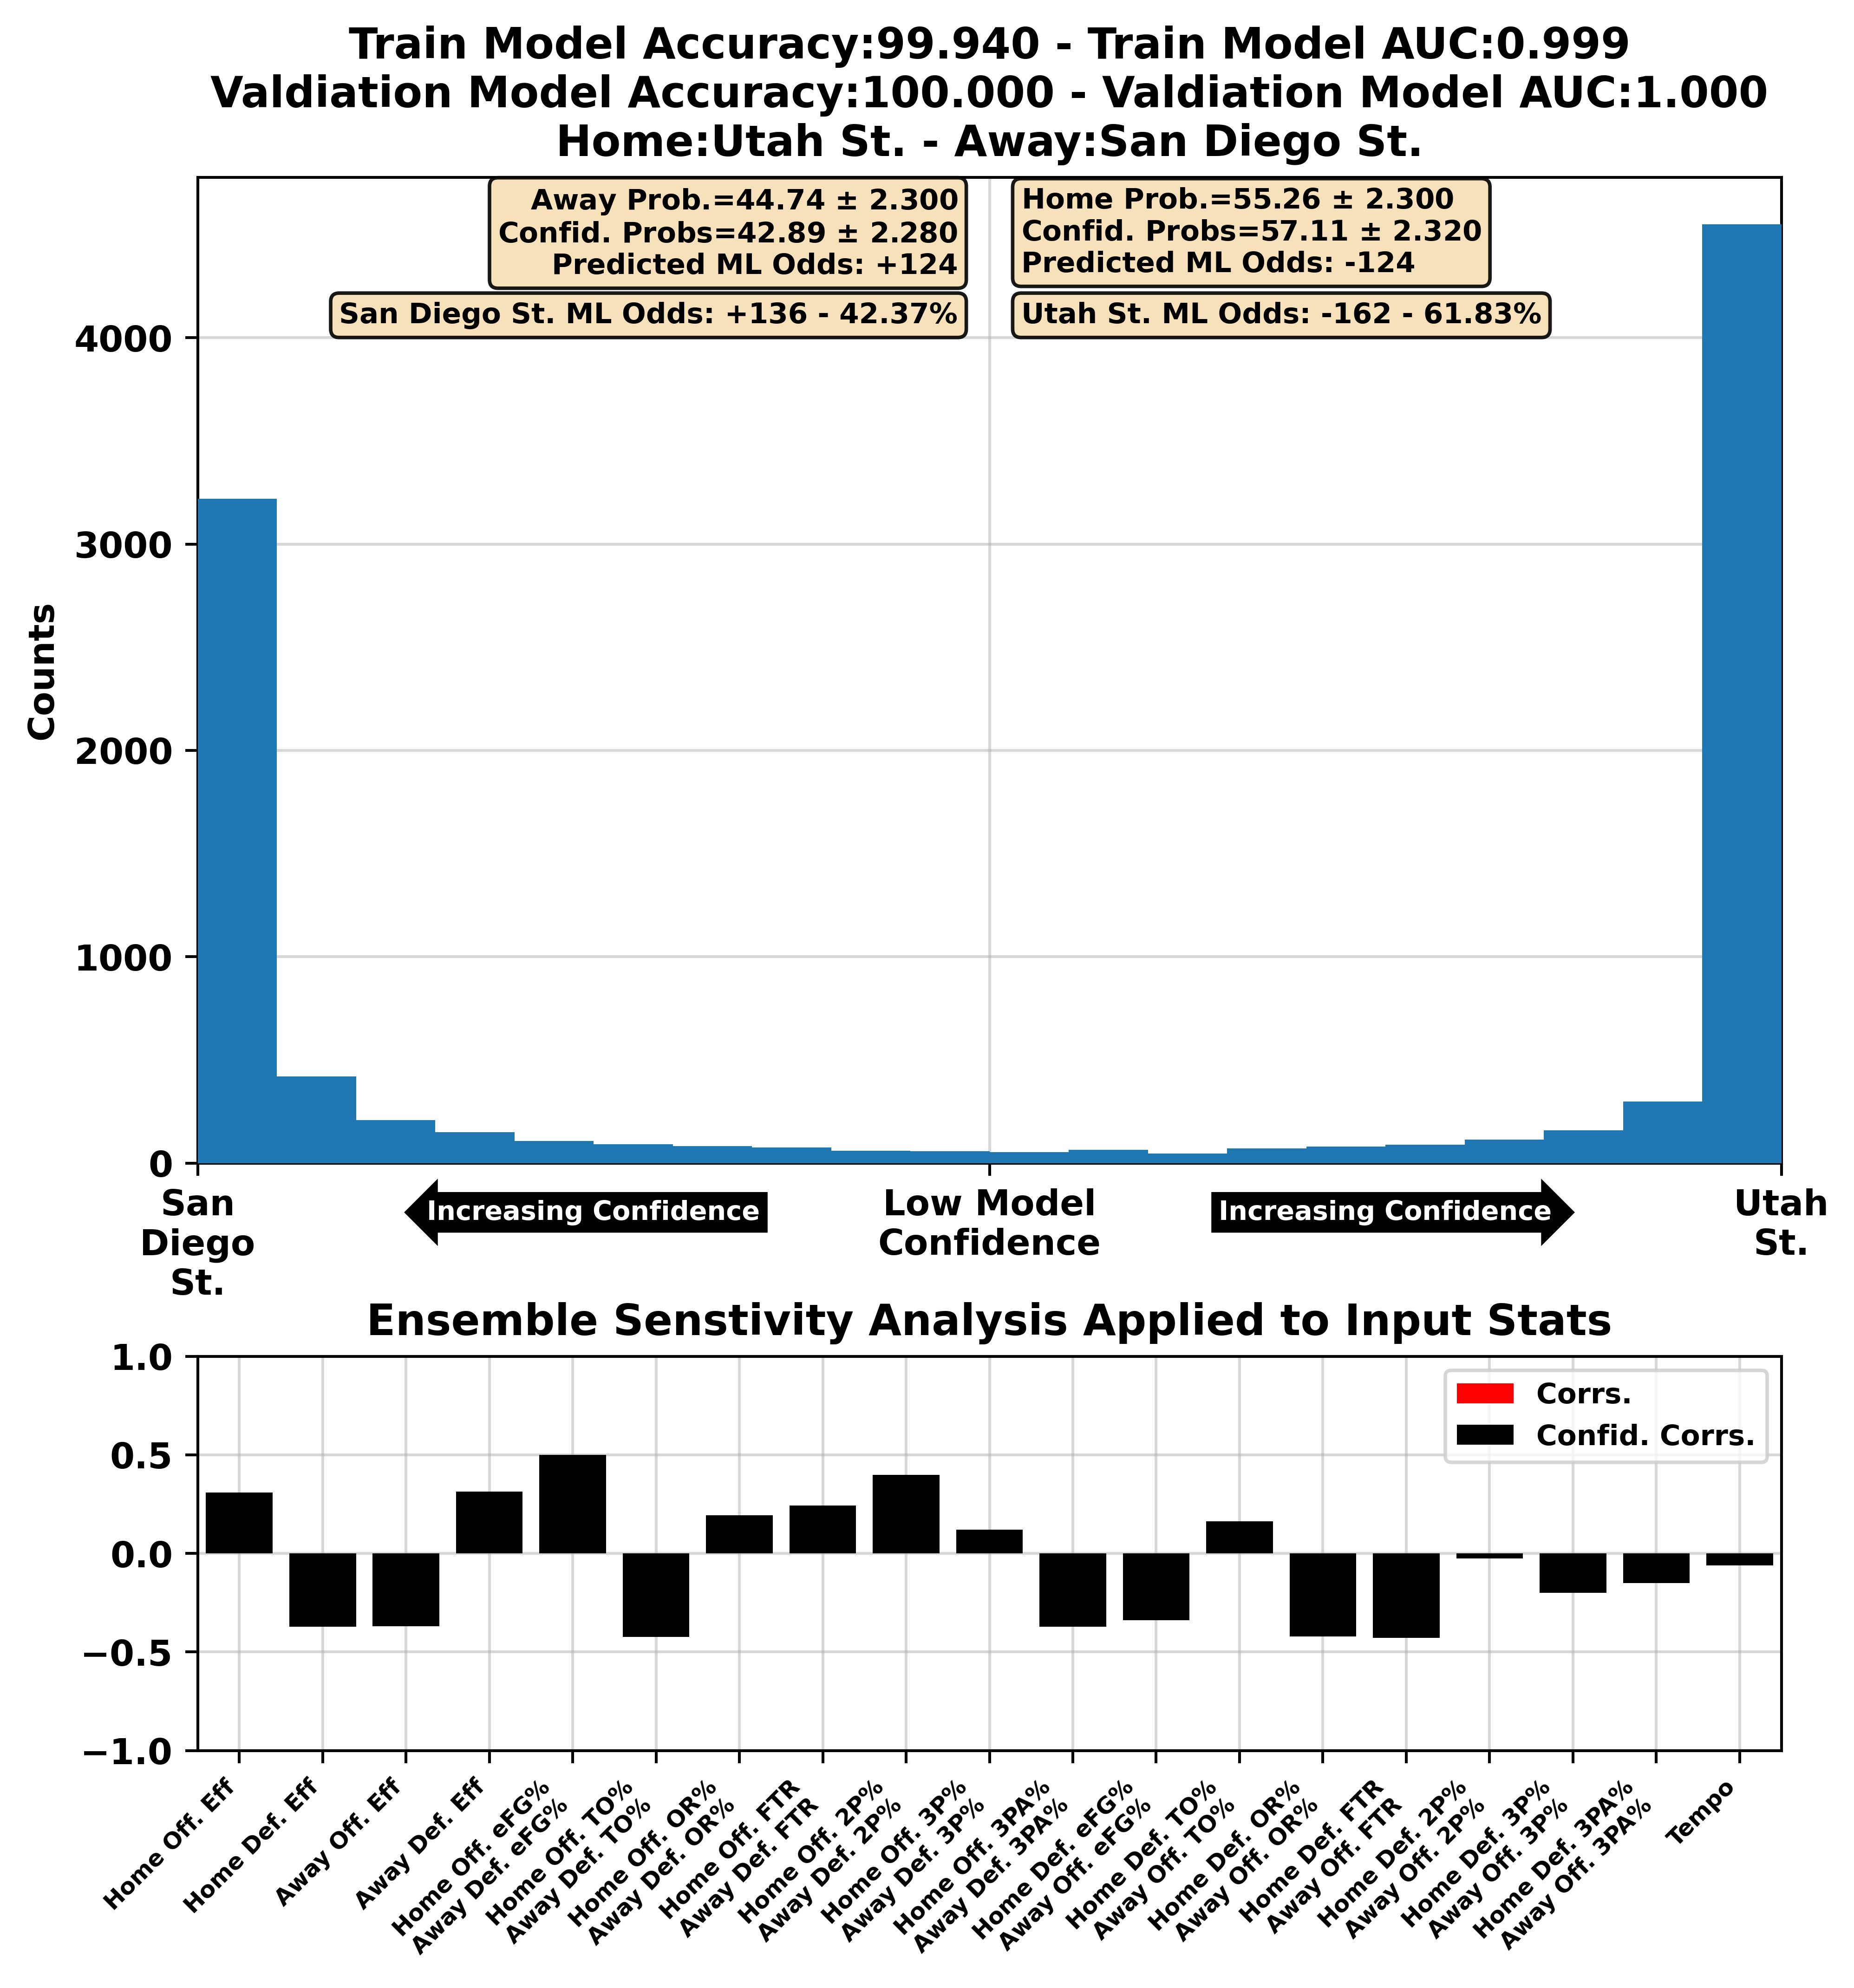 Train Model Accuracy:99.940 - Train Model AUC:0.999
Valdiation Model Accuracy:100.000 - Valdiation Model AUC:1.000
Home:Utah St. - Away:San Diego St.
Away Prob.=44.74 ± 2.300
Confid. Probs=42.89 ± 2.280
Predicted ML Odds: +124
San Diego St. ML Odds: +136 - 42.37%
Home Prob.=55.26 ± 2.300
Confid. Probs=57.11 ± 2.320
Predicted ML Odds: -124
Utah St. ML Odds: -162 - 61.83%
Counts
4000
3000
2000
1000
0
San
Diego
St.
Increasing Confidence
Low Model
Confidence
Increasing Confidence
Utah
St.
Ensemble Senstivity Analysis Applied to Input Stats
1.0
0.5
0.0
−0.5
−1.0
Corrs.
Confid. Corrs.
Home Off. Eff
Home Def. Eff
Away Off. Eff
Away Def. Eff
Home Off. eFG%
Away Def. eFG%
Home Off. TO%
Away Def. TO%
Home Off. OR%
Away Def. OR%
Home Off. FTR
Away Def. FTR
Home Off. 2P%
Away Def. 2P%
Home Off. 3P%
Away Def. 3P%
Home Off. 3PA%
Away Def. 3PA%
Home Def. eFG%
Away Off. eFG%
Home Def. TO%
Away Off. TO%
Home Def. OR%
Away Off. OR%
Home Def. FTR
Away Off. FTR
Home Def. 2P%
Away Off. 2P%
Home Def. 3P%
Away Off. 3P%
Home Def. 3PA%
Away Off. 3PA%
Tempo